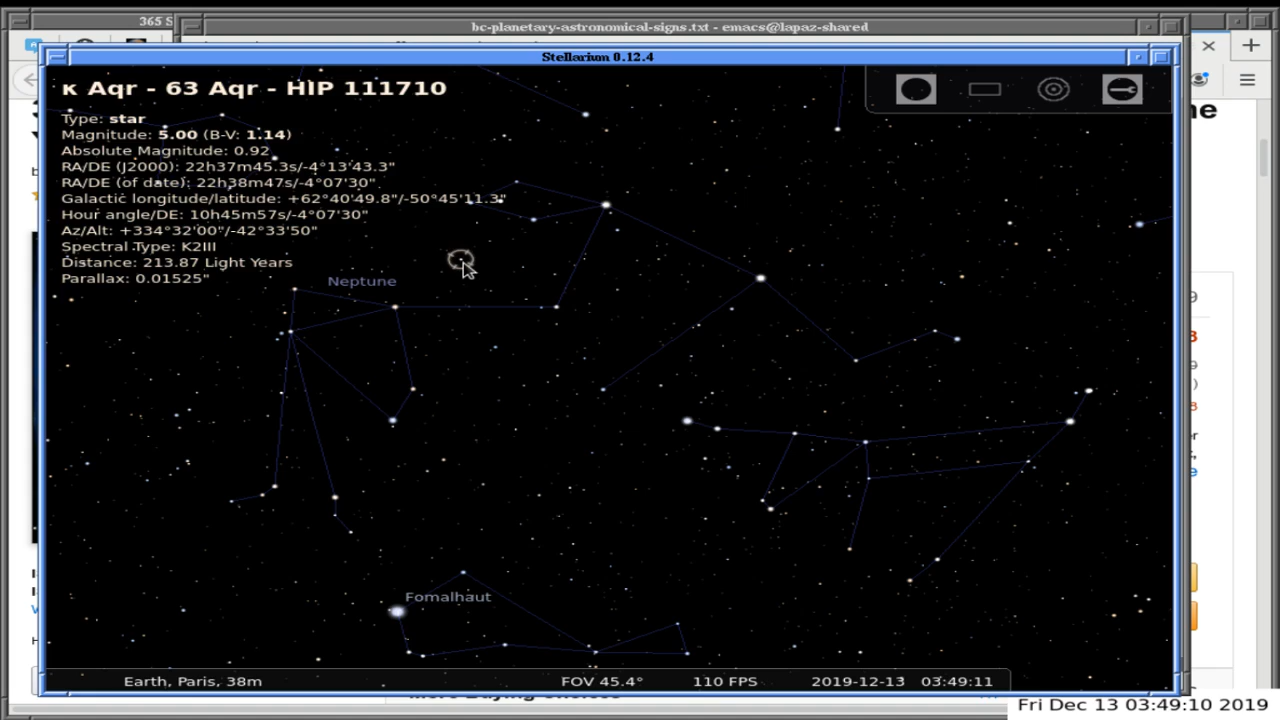 365 S
bc-planetary-astronomical-signs.txt - emacs@lapaz-shared
Stellarium 0.12.4
κ Aqr - 63 Aqr - HIP 111710
Type: star
Magnitude: 5.00 (B-V: 1.14)
Absolute Magnitude: 0.92
RA/DE (J2000): 22h37m45.3s/-4°13'43.3"
RA/DE (of date): 22h38m47s/-4°07'30"
Galactic longitude/latitude: +62°40'49.8"/-50°45'11.3"
Hour angle/DE: 10h45m57s/-4°07'30"
Az/Alt: +334°32'00"/-42°33'50"
Spectral Type: K2III
Distance: 213.87 Light Years
Parallax: 0.01525"
Neptune
Fomalhaut
Earth, Paris, 38m
FOV 45.4°
110 FPS
2019-12-13 03:49:11
Fri Dec 13 03:49:10 2019